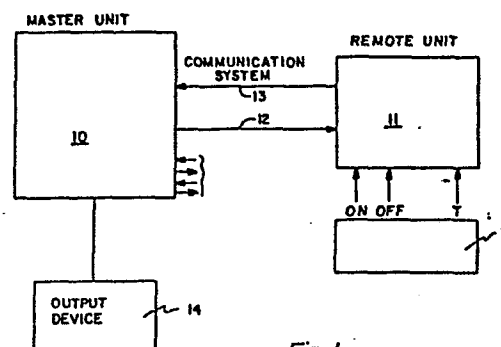 MASTER UNIT
REMOTE UNIT
COMMUNICATION
SYSTEM
13
12
10
11
ON OFF T
OUTPUT
DEVICE
14